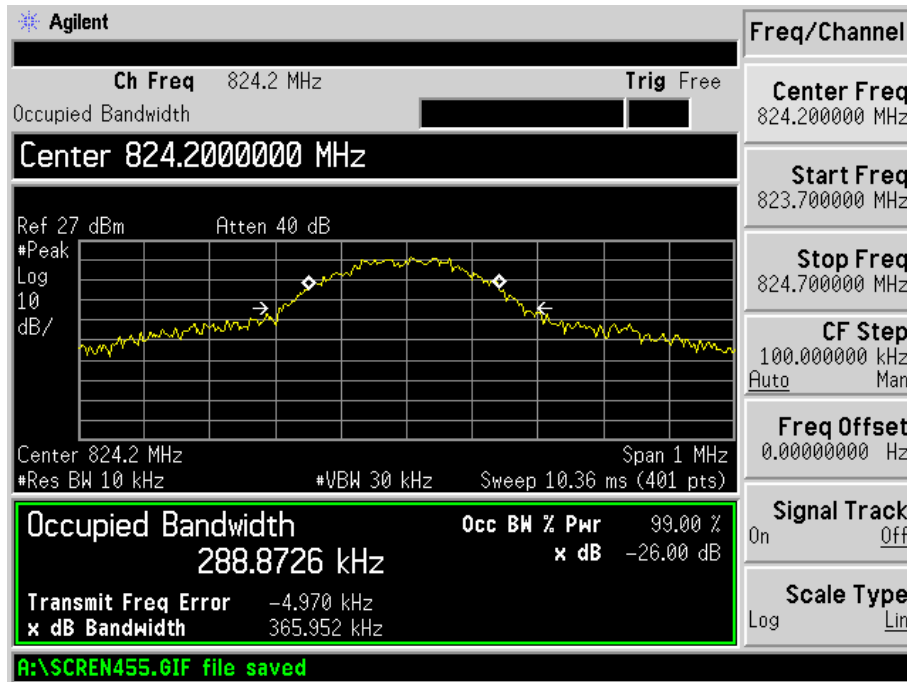 Agilent
Freq/Channel
Ch Freq 824.2 MHz Trig Free
Occupied Bandwidth
Center 824.2000000 MHz
Ref 27 dBm Atten 40 dB
#Peak
Log
10
dB/
Center 824.2 MHz Span 1 MHz
#Res BW 10 kHz #VBW 30 kHz Sweep 10.36 ms (401 pts)
Occupied Bandwidth
288.8726 kHz
Occ BW % Pwr 99.00 %
x dB -26.00 dB
Transmit Freq Error -4.970 kHz
x dB Bandwidth 365.952 kHz
A:\SCREN455.GIF file saved
Center Freq
824.200000 MHz
Start Freq
823.700000 MHz
Stop Freq
824.700000 MHz
CF Step
100.000000 kHz
Auto Man
Freq Offset
0.00000000 Hz
Signal Track
On Off
Scale Type
Log Lin